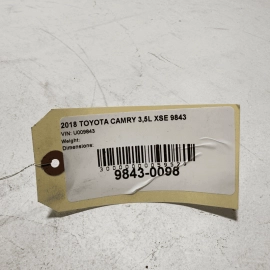 2018 TOYOTA CAMRY 3,5L XSE 9843
VIN: U009843
Weight:
Dimensions:
9843-0096